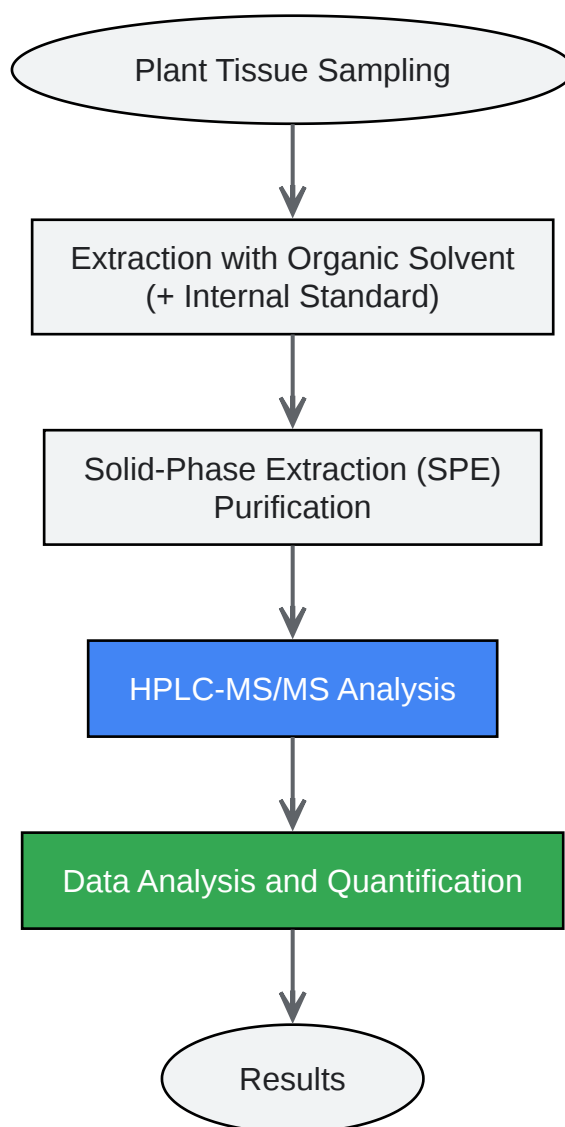 Plant Tissue Sampling
Extraction with Organic Solvent
(+ Internal Standard)
Solid-Phase Extraction (SPE)
Purification
HPLC-MS/MS Analysis
Data Analysis and Quantification
Results